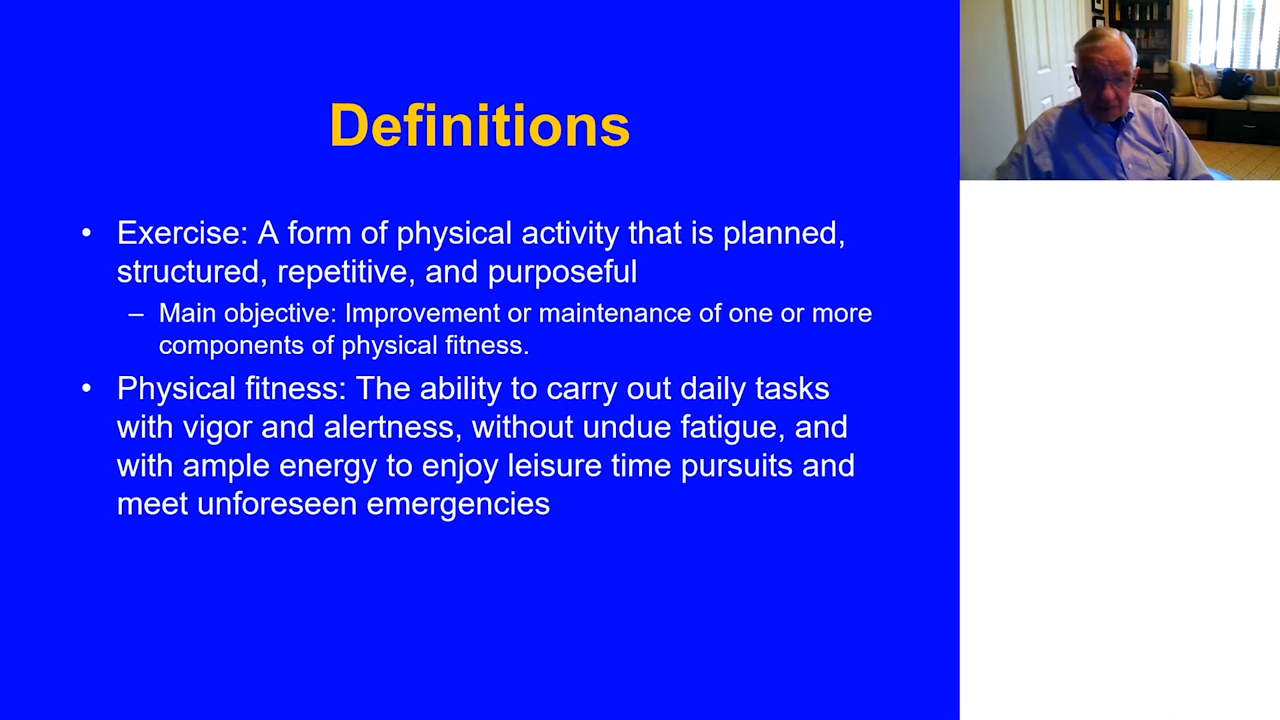 Definitions
• Exercise: A form of physical activity that is planned,
structured, repetitive, and purposeful
– Main objective: Improvement or maintenance of one or more
components of physical fitness.
• Physical fitness: The ability to carry out daily tasks
with vigor and alertness, without undue fatigue, and
with ample energy to enjoy leisure time pursuits and
meet unforeseen emergencies